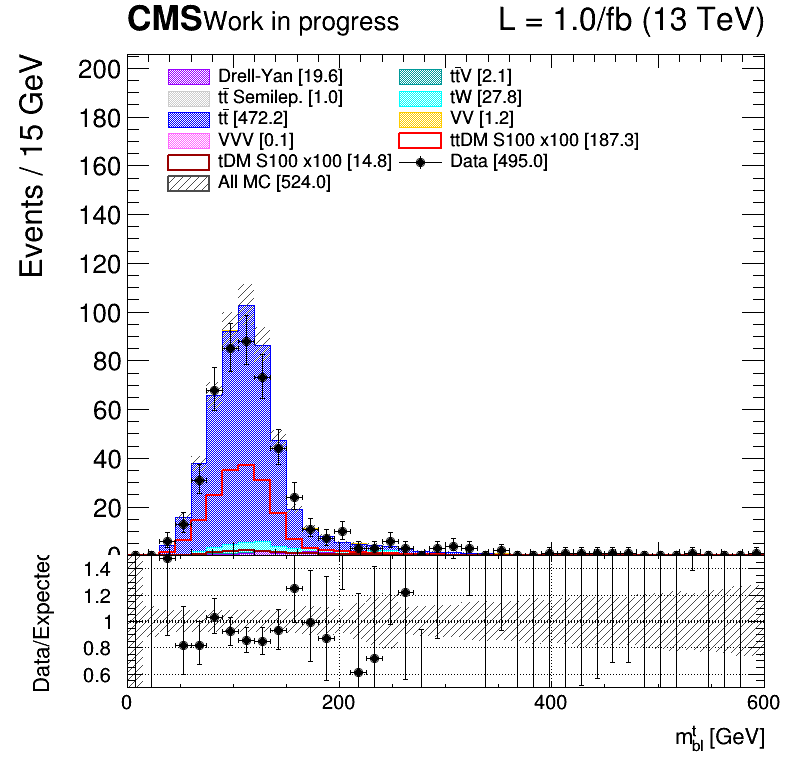 CMS Work in progress L = 1.0/fb (13 TeV)
Events / 15 GeV
200
180
160
140
120
100
80
60
40
20
0
Drell-Yan [19.6] tt̄V [2.1]
tt̄ Semilep. [1.0] tW [27.8]
tt̄ [472.2] VV [1.2]
VVV [0.1] ttDM S100 x100 [187.3]
tDM S100 x100 [14.8] Data [495.0]
All MC [524.0]
Data/Expected
1.4
1.2
1
0.8
0.6
0 200 400 600
m^t_bl [GeV]